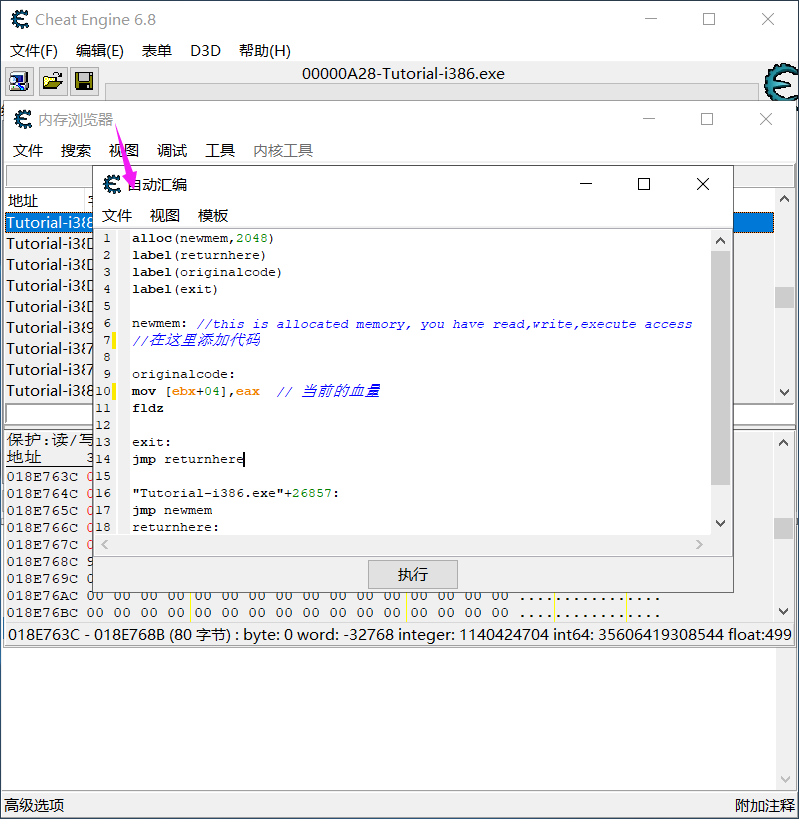 Cheat Engine 6.8
文件(F) 编辑(E) 表单 D3D 帮助(H)
00000A28-Tutorial-i386.exe
内存浏览器
文件 搜索 视图 调试 工具 内核工具
自动汇编
地址
文件 视图 模板
Tutorial-i38
Tutorial-i38
Tutorial-i38
Tutorial-i38
Tutorial-i38
Tutorial-i38
Tutorial-i38
Tutorial-i38
Tutorial-i38
1 alloc(newmem,2048)
2 label(returnhere)
3 label(originalcode)
4 label(exit)
5
6 newmem: //this is allocated memory, you have read,write,execute access
7 //在这里添加代码
8
9 originalcode:
10 mov [ebx+04],eax // 当前的血量
11 fldz
12
13 exit:
14 jmp returnhere
15
16 "Tutorial-i386.exe"+26857:
17 jmp newmem
18 returnhere:
执行
保护:读/写
地址 3
018E763C 0
018E764C 0
018E765C 0
018E766C 0
018E767C 0
018E768C 9
018E769C 0
018E76AC 00 00 00 00 00 00 00 00 00 00 00 00 00 00 00 00 ................
018E76BC 00 00 00 00 00 00 00 00 00 00 00 00 00 00 00 00 ................
018E763C - 018E768B (80 字节) : byte: 0 word: -32768 integer: 1140424704 int64: 35606419308544 float:499
高级选项
附加注释